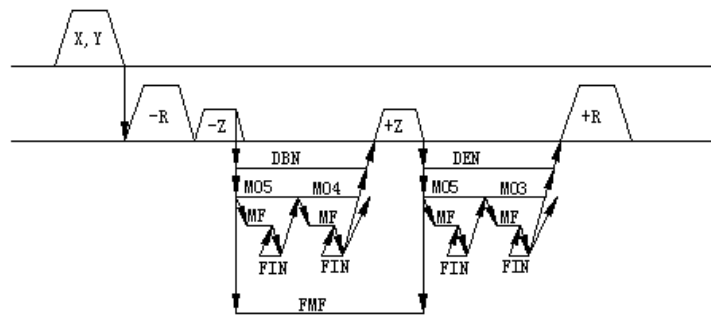 X, Y
-R -Z +Z +R
DBN DEN
M05 M04 M05 M03
MF MF MF MF
FIN FIN FIN FIN
FMF